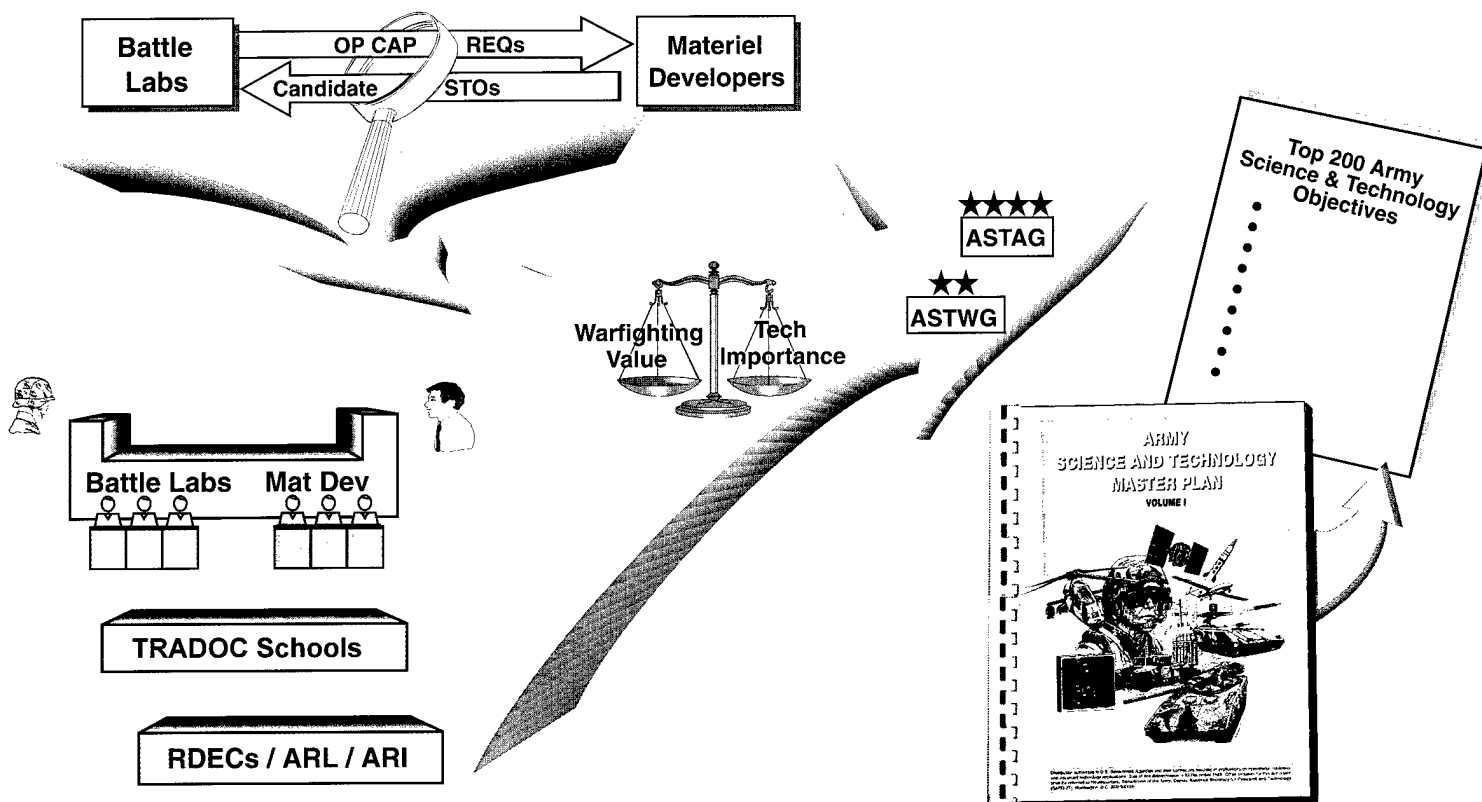 Battle
Labs
OP CAP REQs
Candidate STOs
Materiel
Developers
Top 200 Army
Science & Technology
Objectives
ASTAG
ASTWG
Warfighting
Value
Tech
Importance
Battle Labs Mat Dev
TRADOC Schools
RDECs / ARL / ARI
ARMY
SCIENCE AND TECHNOLOGY
MASTER PLAN
VOLUME I